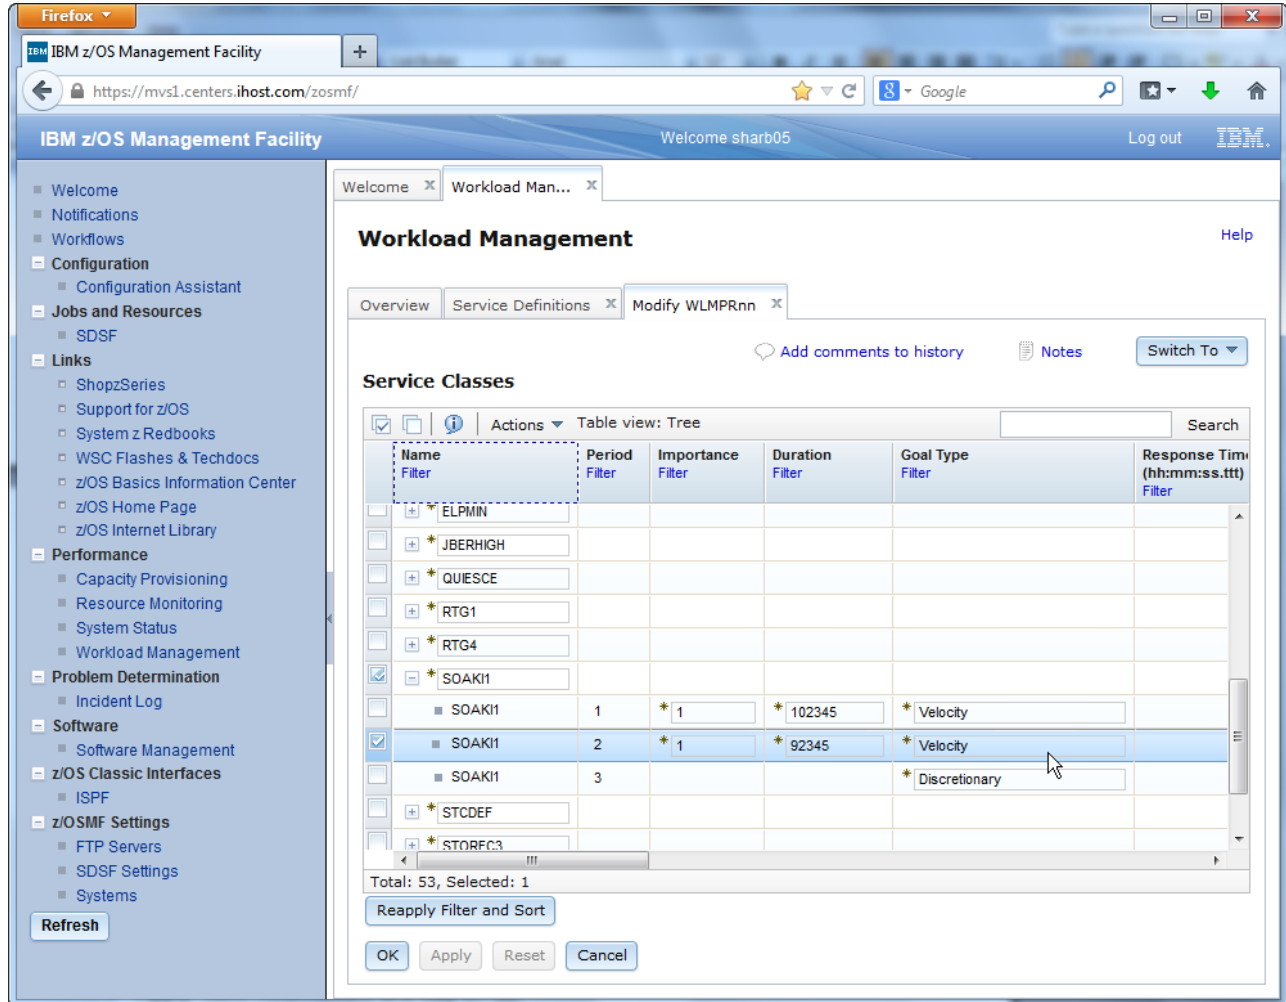 Firefox
IBM IBM z/OS Management Facility
+
https://mvs1.centers.ihost.com/zosmf/
8 Google
IBM z/OS Management Facility Welcome sharb05 Log out IBM.
Welcome
Notifications
Workflows
Configuration
Configuration Assistant
Jobs and Resources
SDSF
Links
ShopzSeries
Support for z/OS
System z Redbooks
WSC Flashes & Techdocs
z/OS Basics Information Center
z/OS Home Page
z/OS Internet Library
Performance
Capacity Provisioning
Resource Monitoring
System Status
Workload Management
Problem Determination
Incident Log
Software
Software Management
z/OS Classic Interfaces
ISPF
z/OSMF Settings
FTP Servers
SDSF Settings
Systems
Refresh
Welcome x Workload Man... x
Workload Management Help
Overview Service Definitions x Modify WLMPRnn x
Add comments to history Notes Switch To
Service Classes
Actions Table view: Tree Search
Name Period Importance Duration Goal Type Response Time
(hh:mm:ss.ttt)
Filter Filter Filter Filter Filter Filter
* ELPMIN
* JBERHIGH
* QUIESCE
* RTG1
* RTG4
* SOAKI1
SOAKI1 1 * 1 * 102345 * Velocity
SOAKI1 2 * 1 * 92345 * Velocity
SOAKI1 3 * Discretionary
* STCDEF
* STOREC3
Total: 53, Selected: 1
Reapply Filter and Sort
OK Apply Reset Cancel